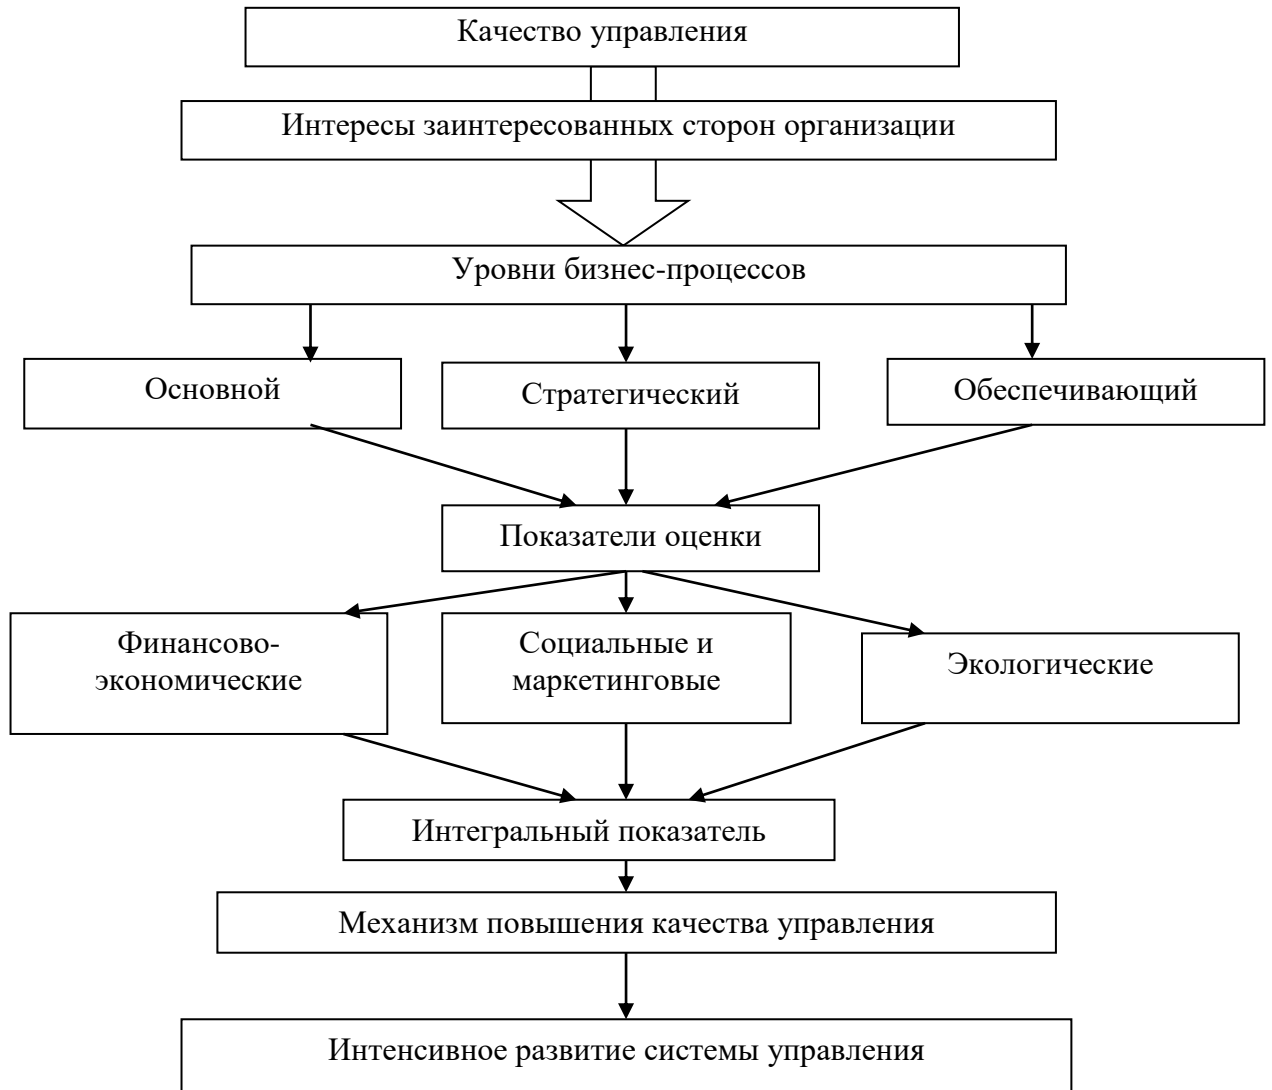 Качество управления
Интересы заинтересованных сторон организации
Уровни бизнес-процессов
Основной
Стратегический
Обеспечивающий
Показатели оценки
Финансово-
экономические
Социальные и
маркетинговые
Экологические
Интегральный показатель
Механизм повышения качества управления
Интенсивное развитие системы управления